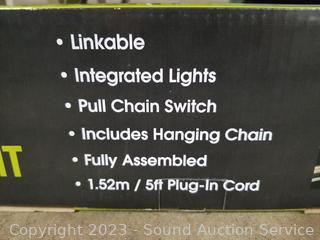 • Linkable
• Integrated Lights
• Pull Chain Switch
• Includes Hanging Chain
• Fully Assembled
• 1.52m / 5ft Plug-In Cord
Copyright 2023 - Sound Auction Service